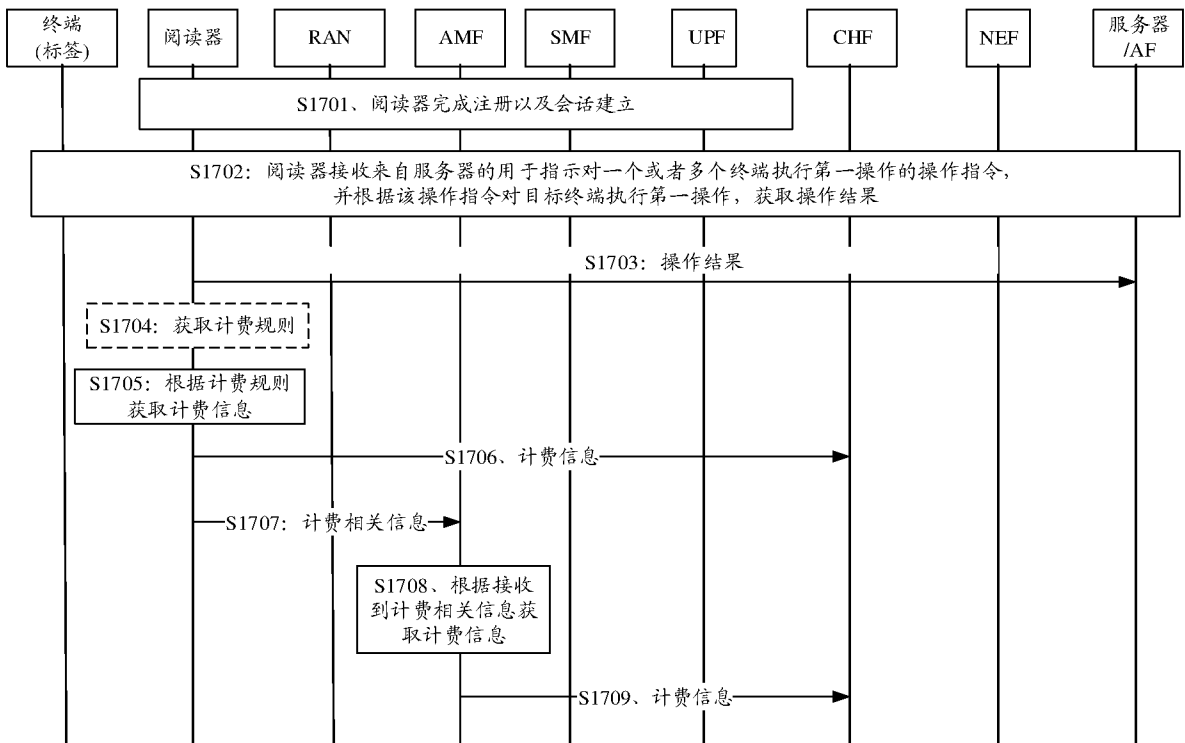 终端
(标签)
阅读器
RAN
AMF
SMF
UPF
CHF
NEF
服务器
/AF
S1701、阅读器完成注册以及会话建立
S1702：阅读器接收来自服务器的用于指示对一个或者多个终端执行第一操作的操作指令，
并根据该操作指令对目标终端执行第一操作，获取操作结果
S1703：操作结果
S1704：获取计费规则
S1705：根据计费规则
获取计费信息
S1706、计费信息
S1707：计费相关信息
S1708、根据接收
到计费相关信息获
取计费信息
S1709、计费信息